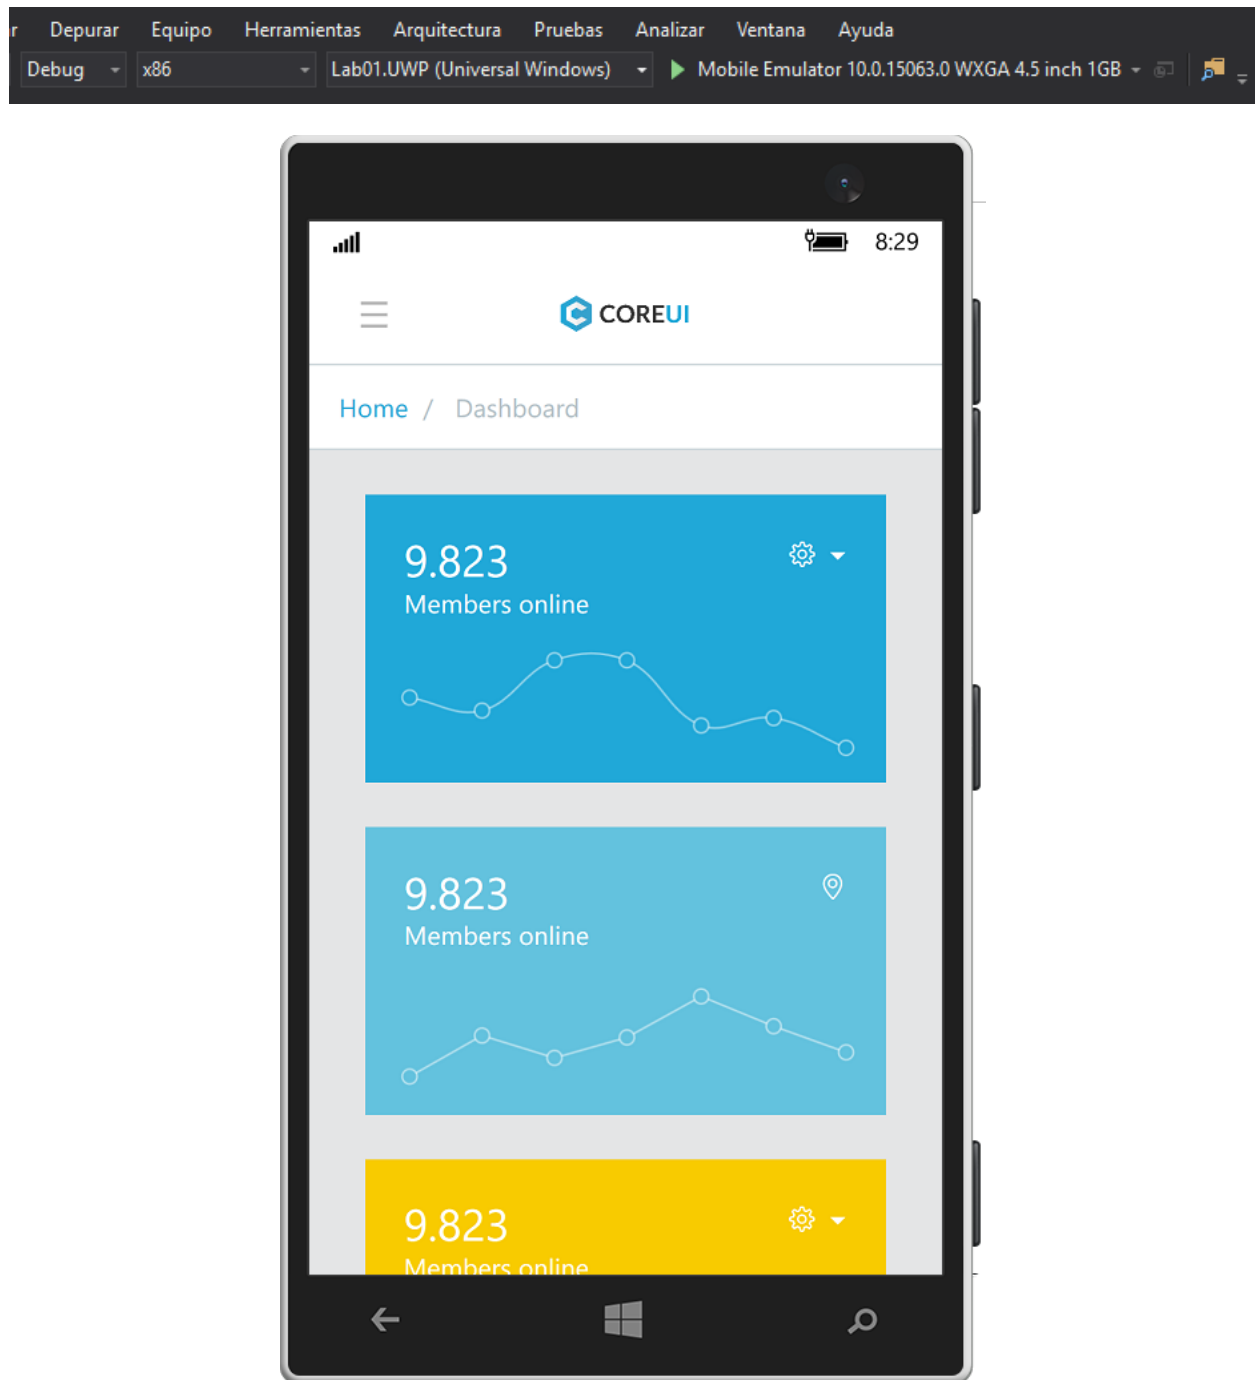 Depurar Equipo Herramientas Arquitectura Pruebas Analizar Ventana Ayuda
Debug x86 Lab01.UWP (Universal Windows) Mobile Emulator 10.0.15063.0 WXGA 4.5 inch 1GB
8:29
COREUI
Home / Dashboard
9.823
Members online
9.823
Members online
9.823
Members online